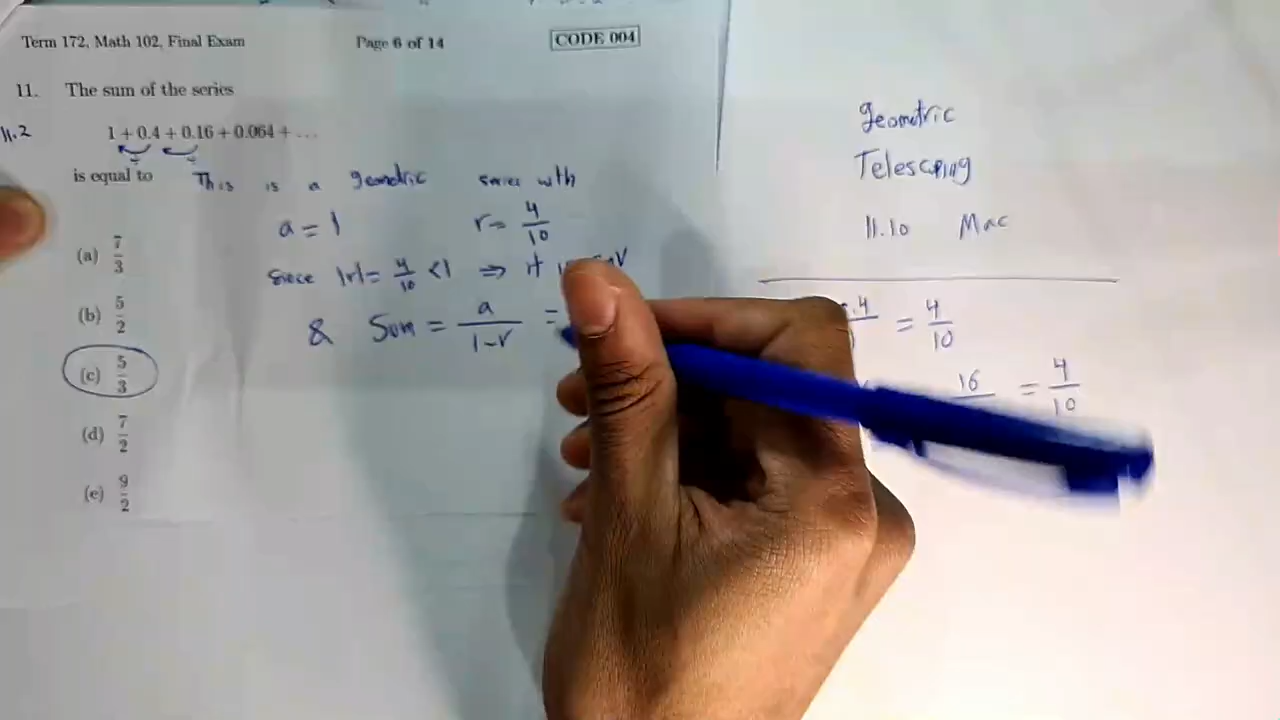 Term 172, Math 102, Final Exam Page 6 of 14 CODE 004
11. The sum of the series
11.2
1 + 0.4 + 0.16 + 0.064 + ...
is equal to This is a geometric series with
a = 1 r = 4/10
(a) 7/3
since |r| = 4/10 < 1 ⇒ it
(b) 5/2
& Sum = a/(1-r) =
(c) 5/3
(d) 7/2
(e) 9/2
geometric
Telescoping
11.10 Mac
.4 = 4/10
16 = 4/10